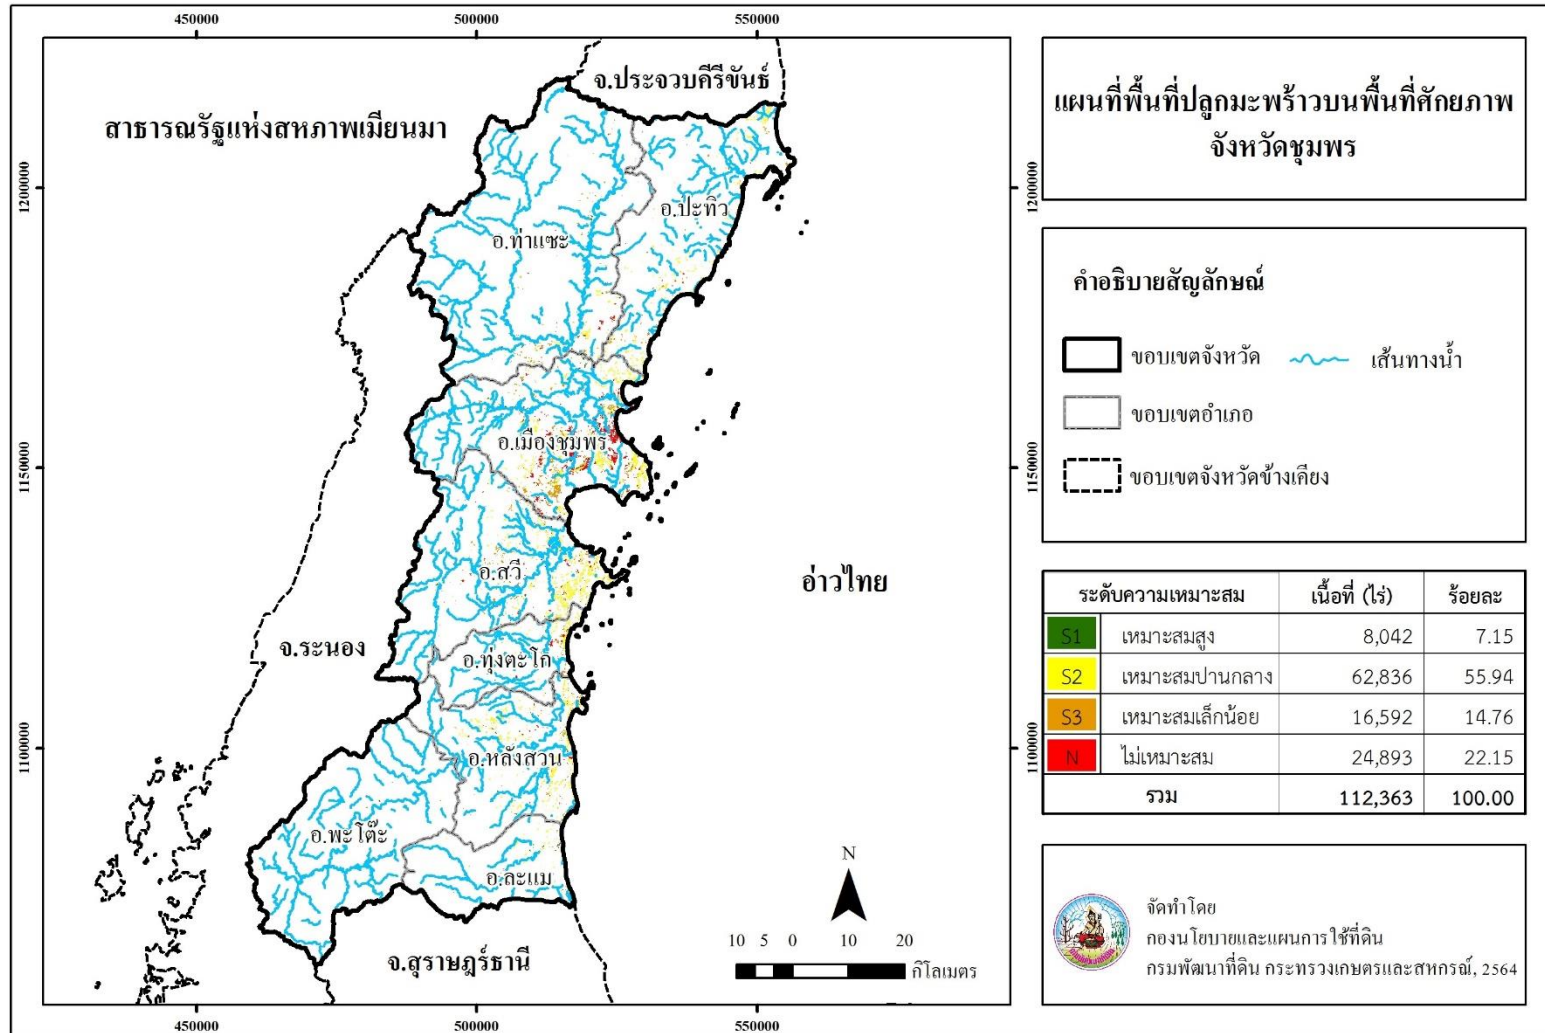 450000 500000 550000
จ.ประจวบคีรีขันธ์
สาธารณรัฐแห่งสหภาพเมียนมา
1200000
1200000
อ.ปะทิว
อ.ท่าแซะ
อ.เมืองชุมพร
1150000
1150000
อ.สวี
อ่าวไทย
จ.ระนอง
อ.ทุ่งตะโก
1100000
1100000
อ.หลังสวน
อ.พะโต๊ะ
อ.ละแม
จ.สุราษฎร์ธานี
N
10 5 0 10 20
กิโลเมตร
450000 500000 550000
แผนที่พื้นที่ปลูกมะพร้าวบนพื้นที่ศักยภาพ
จังหวัดชุมพร
คำอธิบายสัญลักษณ์
ขอบเขตจังหวัด เส้นทางน้ำ
ขอบเขตอำเภอ
ขอบเขตจังหวัดข้างเคียง
ระดับความเหมาะสม เนื้อที่ (ไร่) ร้อยละ
S1 เหมาะสมสูง 8,042 7.15
S2 เหมาะสมปานกลาง 62,836 55.94
S3 เหมาะสมเล็กน้อย 16,592 14.76
N ไม่เหมาะสม 24,893 22.15
รวม 112,363 100.00
จัดทำโดย
กองนโยบายและแผนการใช้ที่ดิน
กรมพัฒนาที่ดิน กระทรวงเกษตรและสหกรณ์, 2564